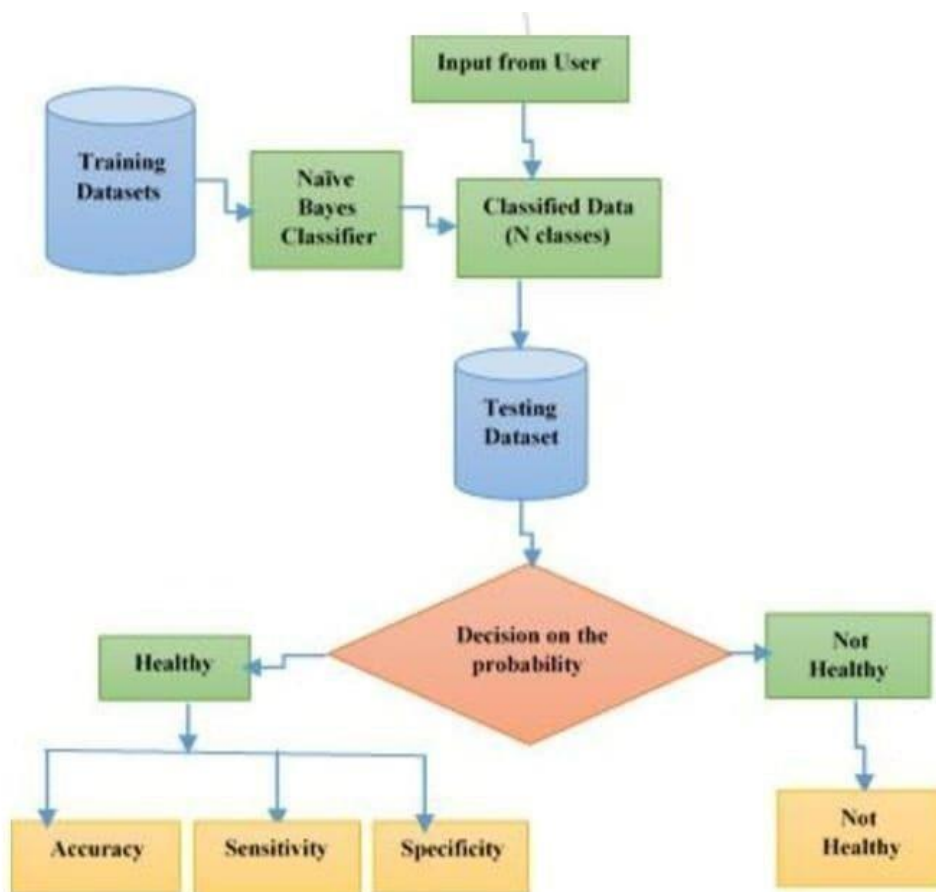 Input from User
Training
Datasets
Naïve
Bayes
Classifier
Classified Data
(N classes)
Testing
Dataset
Decision on the
probability
Healthy
Not
Healthy
Accuracy
Sensitivity
Specificity
Not
Healthy